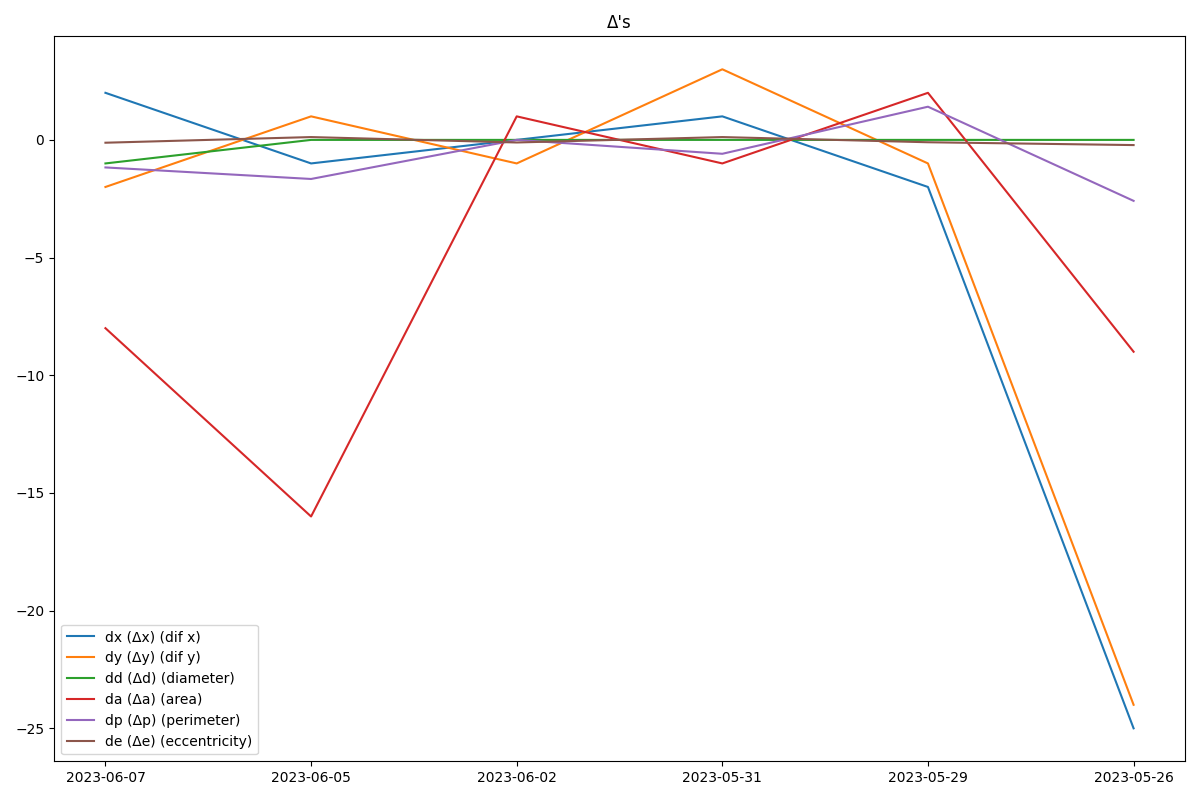 Δ's
0
−5
−10
−15
−20
−25
dx (Δx) (dif x)
dy (Δy) (dif y)
dd (Δd) (diameter)
da (Δa) (area)
dp (Δp) (perimeter)
de (Δe) (eccentricity)
2023-06-07 2023-06-05 2023-06-02 2023-05-31 2023-05-29 2023-05-26